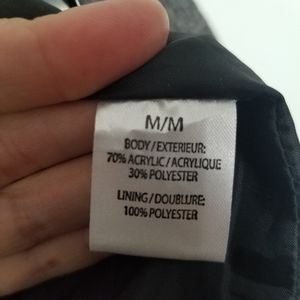 M/M
BODY/EXTERIEUR:
70% ACRYLIC/ACRYLIQUE
30% POLYESTER
LINING/DOUBLURE:
100% POLYESTER